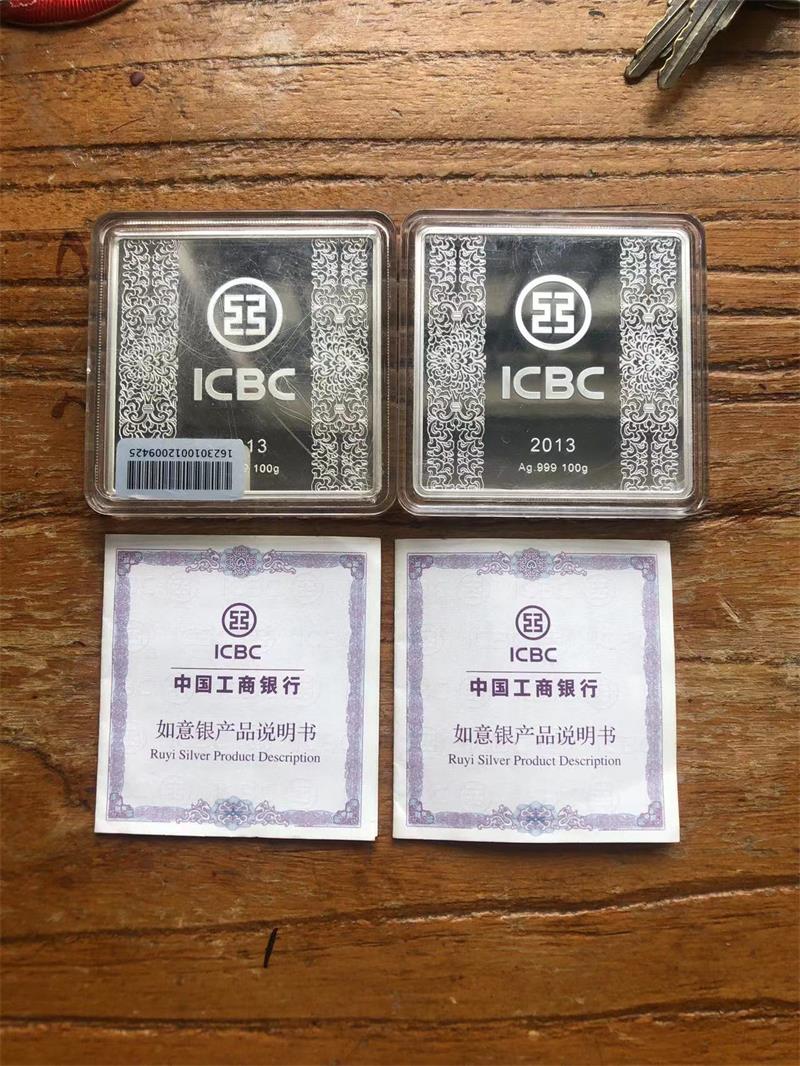 ICBC
2013
Ag.999 100g
ICBC
13
9 100g
1623010012009425
ICBC
中国工商银行
如意银产品说明书
Ruyi Silver Product Description
ICBC
中国工商银行
如意银产品说明书
Ruyi Silver Product Description